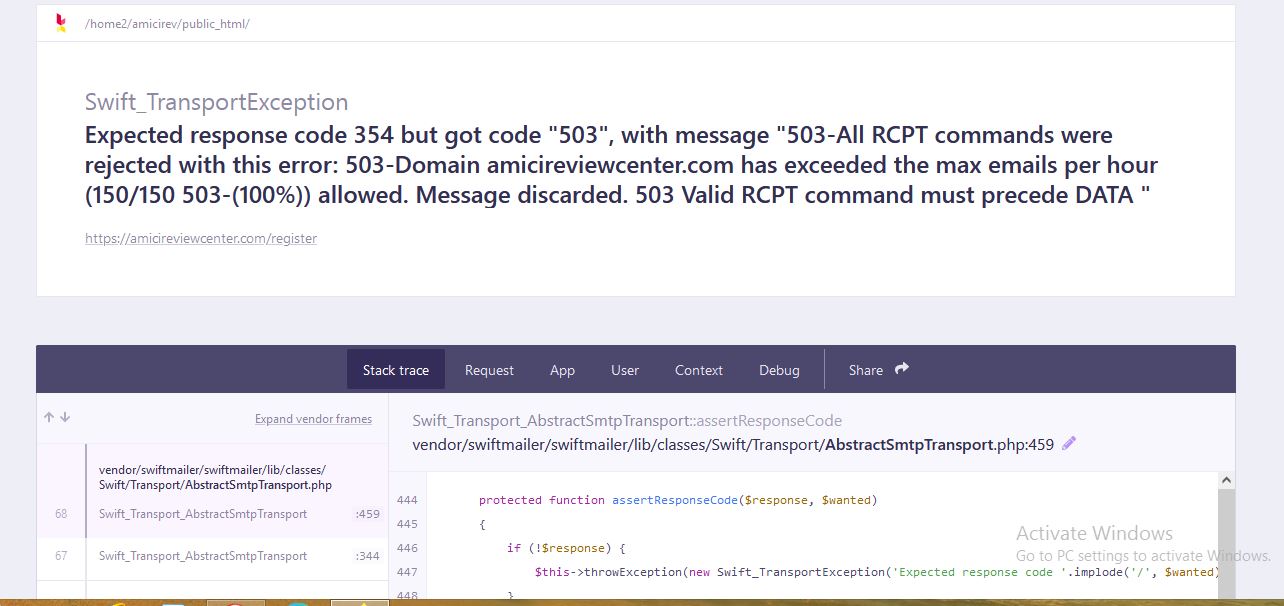 /home2/amicirev/public_html/
Swift_TransportException
Expected response code 354 but got code "503", with message "503-All RCPT commands were
rejected with this error: 503-Domain amicireviewcenter.com has exceeded the max emails per hour
(150/150 503-(100%)) allowed. Message discarded. 503 Valid RCPT command must precede DATA "
https://amicireviewcenter.com/register
Stack trace Request App User Context Debug Share
Expand vendor frames
vendor/swiftmailer/swiftmailer/lib/classes/
Swift/Transport/AbstractSmtpTransport.php
68 Swift_Transport_AbstractSmtpTransport :459
67 Swift_Transport_AbstractSmtpTransport :344
Swift_Transport_AbstractSmtpTransport::assertResponseCode
vendor/swiftmailer/swiftmailer/lib/classes/Swift/Transport/AbstractSmtpTransport.php:459
444 protected function assertResponseCode($response, $wanted)
445 {
446 if (!$response) {
447 $this->throwException(new Swift_TransportException('Expected response code '.implode('/', $wanted)
448 }
Activate Windows
Go to PC settings to activate Windows.